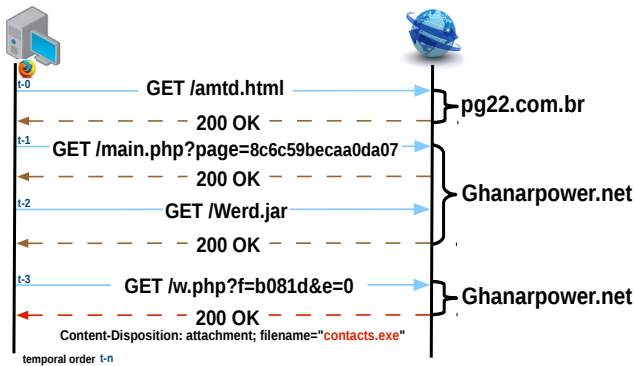 t-0
GET /amtd.html
pg22.com.br
200 OK
t-1
GET /main.php?page=8c6c59becaa0da07
200 OK
Ghanarpower.net
t-2
GET /Werd.jar
200 OK
t-3
GET /w.php?f=b081d&e=0
Ghanarpower.net
200 OK
Content-Disposition: attachment; filename="contacts.exe"
temporal order t-n